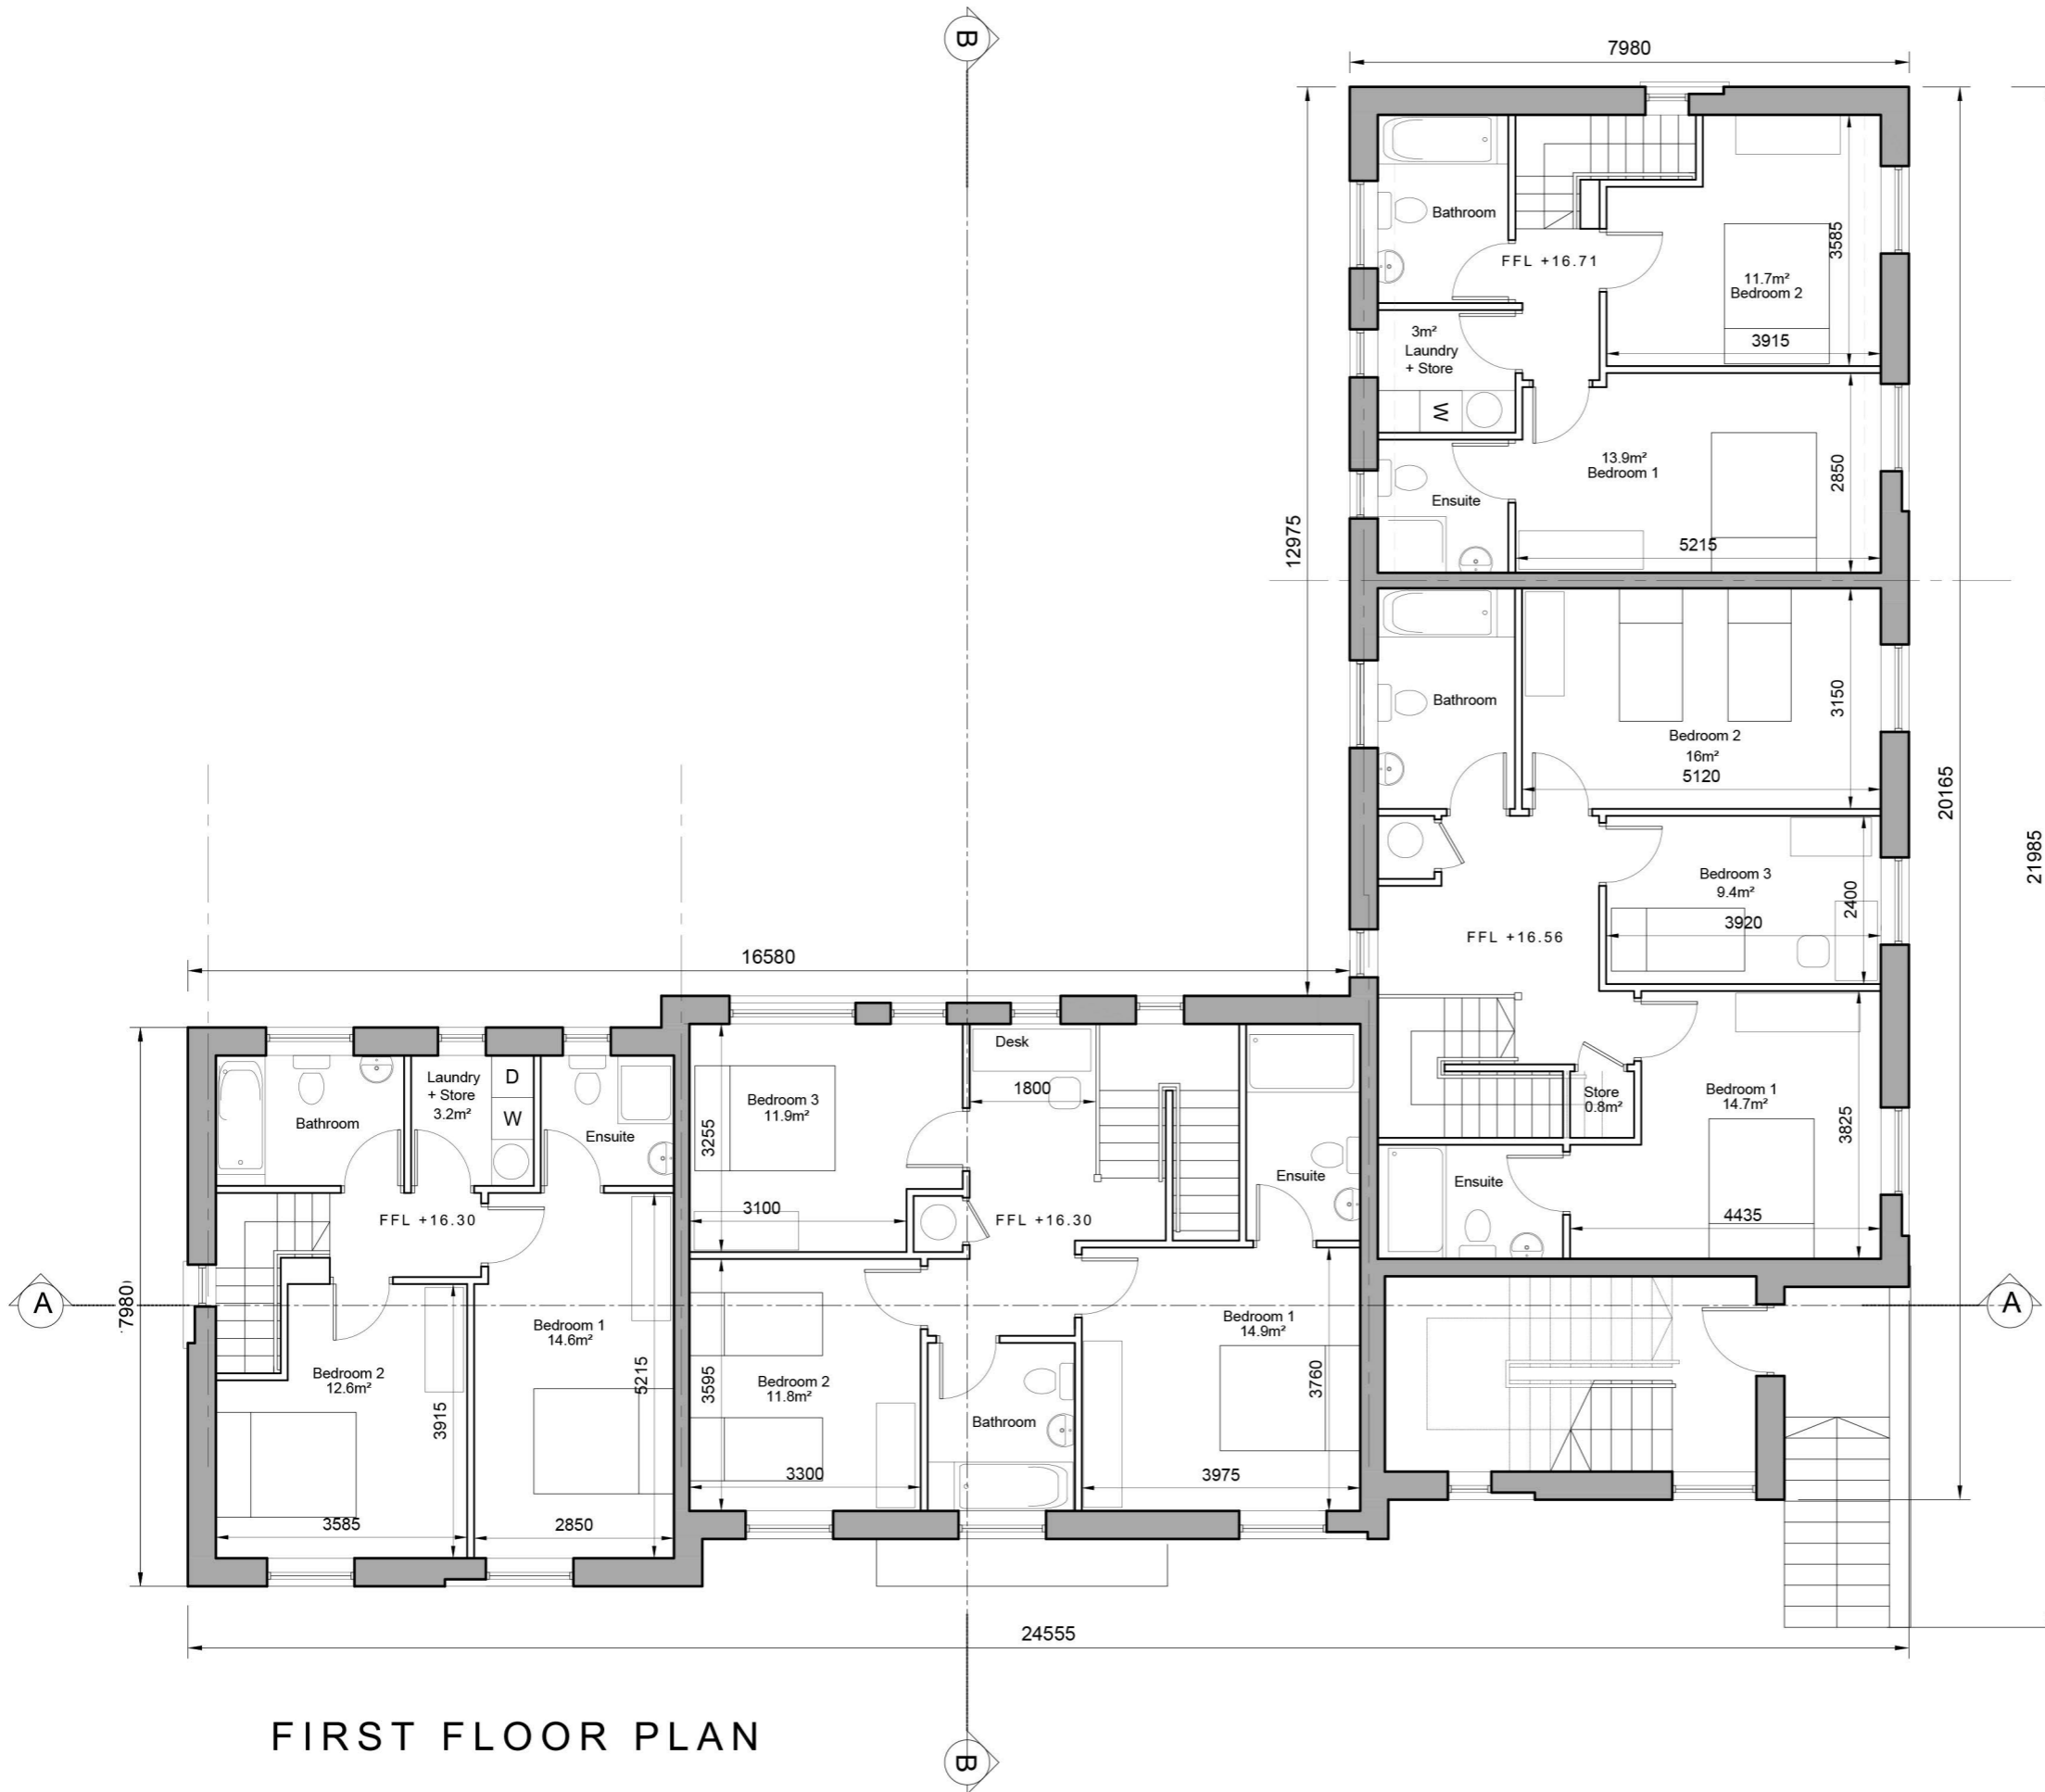 B
7980
Bathroom
FFL +16.71
3585
11.7m²
Bedroom 2
3915
3m²
Laundry
+ Store
W
13.9m²
Bedroom 1
2850
Ensuite
5215
12975
Bathroom
3150
Bedroom 2
16m²
5120
20165
21985
Bedroom 3
9.4m²
2400
3920
FFL +16.56
Store
0.8m²
Bedroom 1
14.7m²
3825
Ensuite
4435
16580
7980
Bathroom
Laundry
+ Store
3.2m²
D
W
Ensuite
FFL +16.30
Bedroom 2
12.6m²
3915
3585
Bedroom 1
14.6m²
5215
2850
Bedroom 3
11.9m²
3255
3100
Desk
1800
FFL +16.30
Ensuite
Bedroom 2
11.8m²
3595
3300
Bathroom
Bedroom 1
14.9m²
3760
3975
A
A
24555
FIRST FLOOR PLAN
B